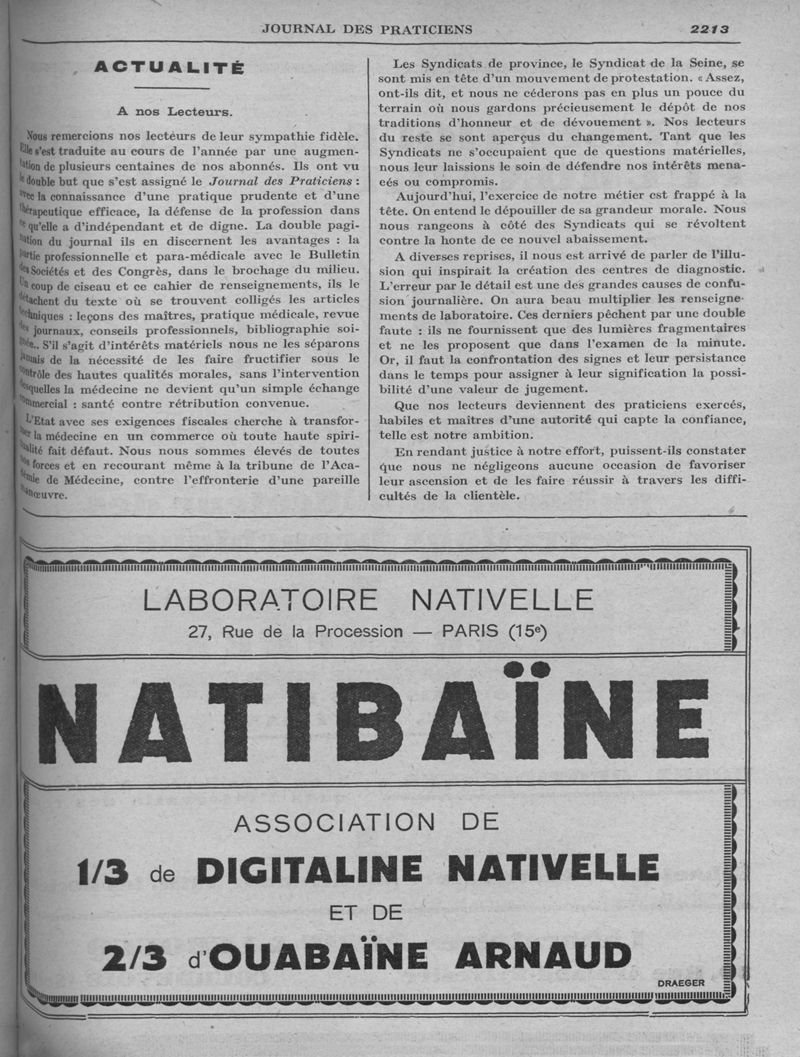 JOURNAL DES PRATICIENS 2213
ACTUALITÉ
A nos Lecteurs.
Nous remercions nos lecteurs de leur sympathie fidèle.
Elle s'est traduite au cours de l'année par une augmen-
tation de plusieurs centaines de nos abonnés. Ils ont vu
le double but que s'est assigné le Journal des Praticiens :
avec la connaissance d'une pratique prudente et d'une
thérapeutique efficace, la défense de la profession dans
ce qu'elle a d'indépendant et de digne. La double pagi-
nation du journal ils en discernent les avantages : la
partie professionnelle et para-médicale avec le Bulletin
des Sociétés et des Congrès, dans le brochage du milieu.
Un coup de ciseau et ce cahier de renseignements, ils le
détachent du texte où se trouvent colligés les articles
techniques : leçons des maîtres, pratique médicale, revue
des journaux, conseils professionnels, bibliographie soi-
gnée.. S'il s'agit d'intérêts matériels nous ne les séparons
jamais de la nécessité de les faire fructifier sous le
contrôle des hautes qualités morales, sans l'intervention
desquelles la médecine ne devient qu'un simple échange
commercial : santé contre rétribution convenue.
L'Etat avec ses exigences fiscales cherche à transfor-
mer la médecine en un commerce où toute haute spiri-
tualité fait défaut. Nous nous sommes élevés de toutes
nos forces et en recourant même à la tribune de l'Aca-
démie de Médecine, contre l'effronterie d'une pareille
manœuvre.
Les Syndicats de province, le Syndicat de la Seine, se
sont mis en tête d'un mouvement de protestation. « Assez,
ont-ils dit, et nous ne céderons pas en plus un pouce du
terrain où nous gardons précieusement le dépôt de nos
traditions d'honneur et de dévouement ». Nos lecteurs
du reste se sont aperçus du changement. Tant que les
Syndicats ne s'occupaient que de questions matérielles,
nous leur laissions le soin de défendre nos intérêts mena-
cés ou compromis.
Aujourd'hui, l'exercice de notre métier est frappé à la
tête. On entend le dépouiller de sa grandeur morale. Nous
nous rangeons à côté des Syndicats qui se révoltent
contre la honte de ce nouvel abaissement.
A diverses reprises, il nous est arrivé de parler de l'illu-
sion qui inspirait la création des centres de diagnostic.
L'erreur par le détail est une des grandes causes de confu-
sion journalière. On aura beau multiplier les renseigne-
ments de laboratoire. Ces derniers pêchent par une double
faute : ils ne fournissent que des lumières fragmentaires
et ne les proposent que dans l'examen de la minute.
Or, il faut la confrontation des signes et leur persistance
dans le temps pour assigner à leur signification la possi-
bilité d'une valeur de jugement.
Que nos lecteurs deviennent des praticiens exercés,
habiles et maîtres d'une autorité qui capte la confiance,
telle est notre ambition.
En rendant justice à notre effort, puissent-ils constater
que nous ne négligeons aucune occasion de favoriser
leur ascension et de les faire réussir à travers les diffi-
cultés de la clientèle.
LABORATOIRE NATIVELLE
27, Rue de la Procession — PARIS (15e)
NATIBAÏNE
ASSOCIATION DE
1/3 de DIGITALINE NATIVELLE
ET DE
2/3 d'OUABAÏNE ARNAUD
DRAEGER